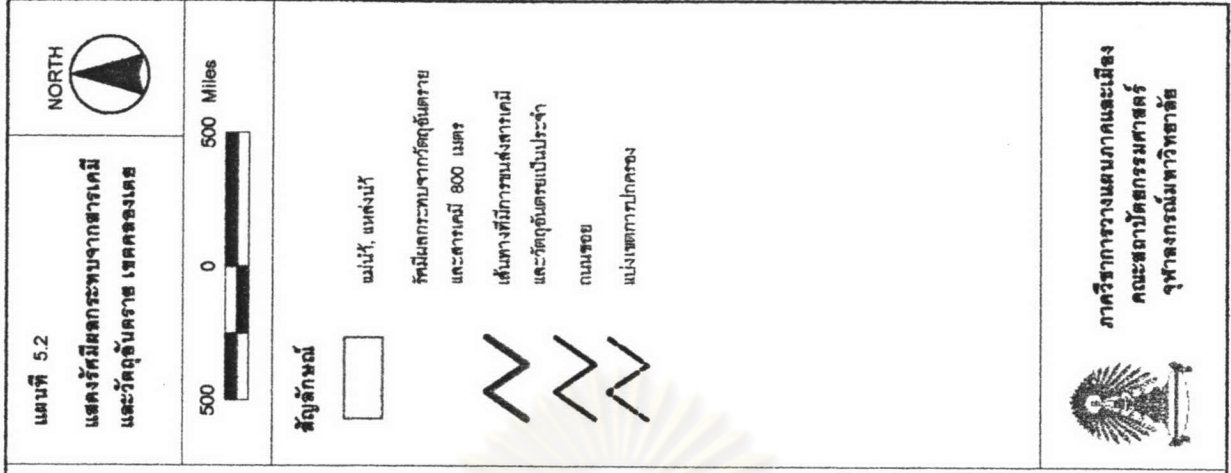 แผนที่ 5.2
แสดงรัศมีผลกระทบจากสารเคมี
และวัตถุอันตราย เขตคลองเตย
NORTH
500 0 500 Miles
สัญลักษณ์
แม่น้ำ, แหล่งน้ำ
รัศมีผลกระทบจากวัตถุอันตราย
และสารเคมี 800 เมตร
เส้นทางที่มีการขนส่งสารเคมี
และวัตถุอันตรายเป็นประจำ
ถนนซอย
แบ่งเขตการปกครอง
ภาควิชาการวางแผนภาคและเมือง
คณะสถาปัตยกรรมศาสตร์
จุฬาลงกรณ์มหาวิทยาลัย